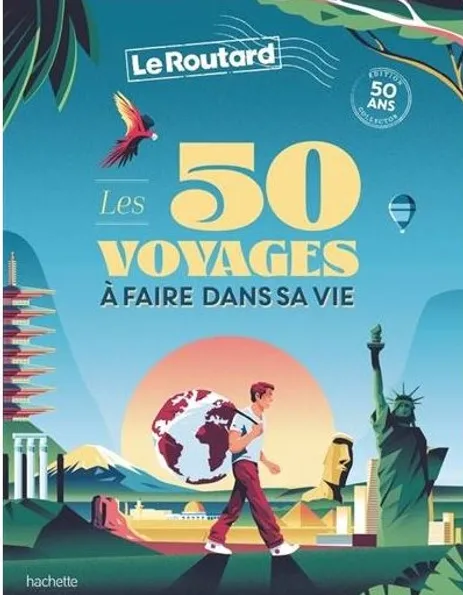 Le Routard
ÉDITION
50
ANS
COLLECTOR
Les
50
VOYAGES
À FAIRE DANS SA VIE
hachette